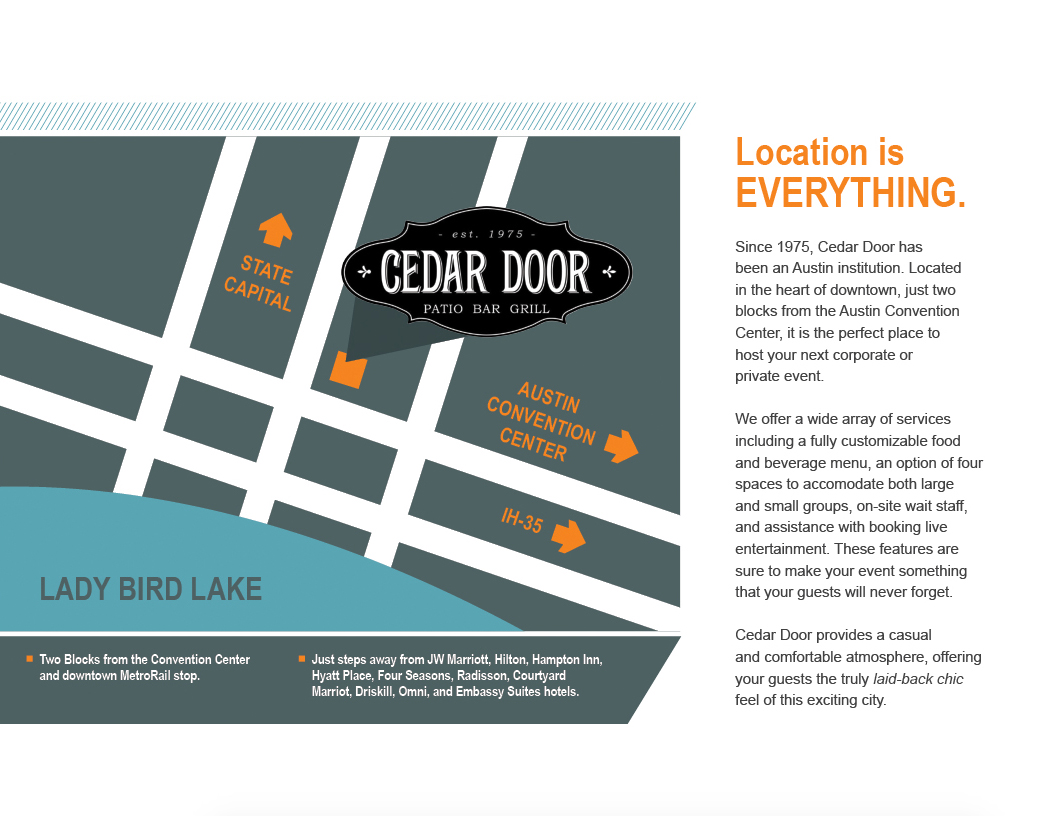 - est. 1975 -
CEDAR DOOR
PATIO BAR GRILL
STATE
CAPITAL
AUSTIN
CONVENTION
CENTER
IH-35
LADY BIRD LAKE
Two Blocks from the Convention Center
and downtown MetroRail stop.
Just steps away from JW Marriott, Hilton, Hampton Inn,
Hyatt Place, Four Seasons, Radisson, Courtyard
Marriot, Driskill, Omni, and Embassy Suites hotels.
Location is
EVERYTHING.
Since 1975, Cedar Door has
been an Austin institution. Located
in the heart of downtown, just two
blocks from the Austin Convention
Center, it is the perfect place to
host your next corporate or
private event.
We offer a wide array of services
including a fully customizable food
and beverage menu, an option of four
spaces to accomodate both large
and small groups, on-site wait staff,
and assistance with booking live
entertainment. These features are
sure to make your event something
that your guests will never forget.
Cedar Door provides a casual
and comfortable atmosphere, offering
your guests the truly laid-back chic
feel of this exciting city.